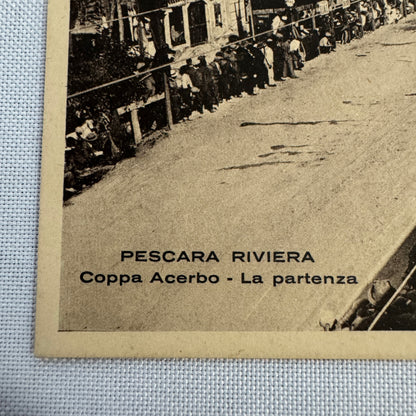 PESCARA RIVIERA
Coppa Acerbo - La partenza